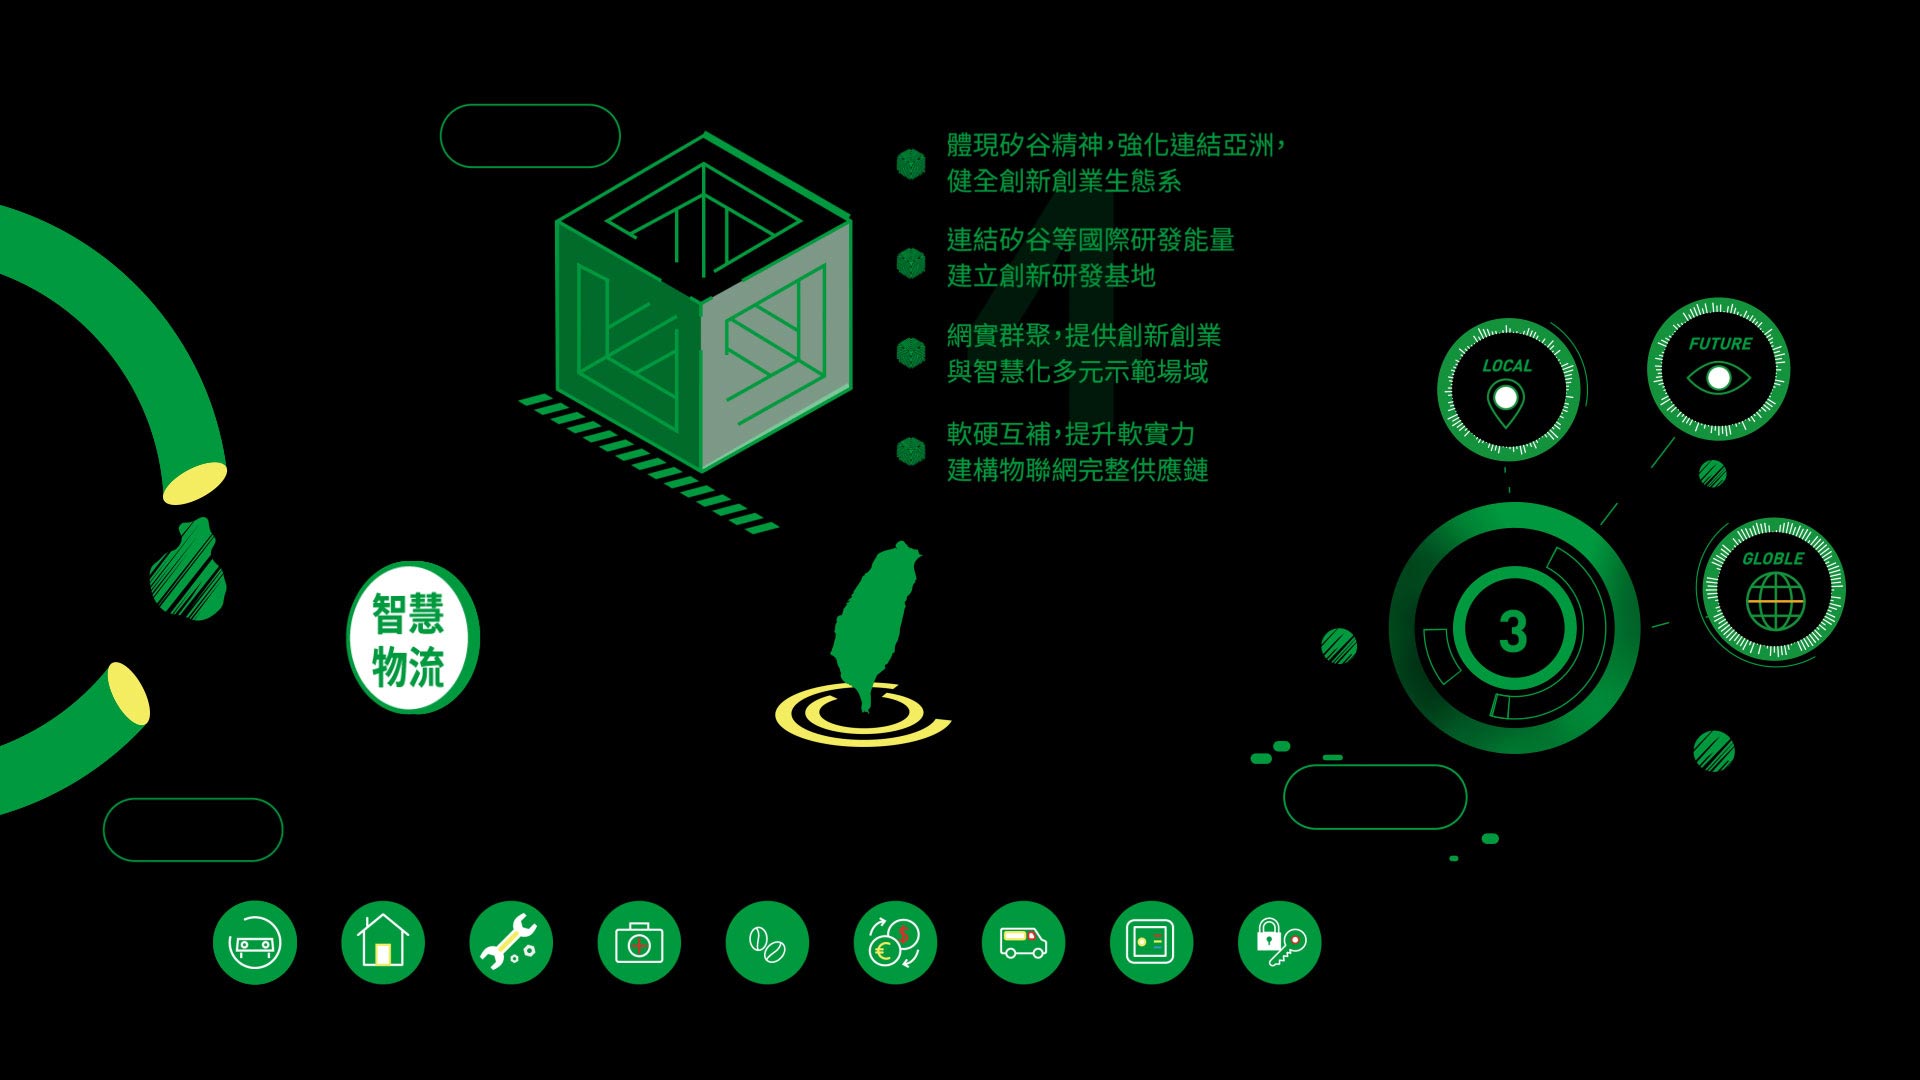 體現矽谷精神，強化連結亞洲，
健全創新創業生態系
連結矽谷等國際研發能量
建立創新研發基地
網實群聚，提供創新創業
與智慧化多元示範場域
軟硬互補，提升軟實力
建構物聯網完整供應鏈
4
智慧
物流
LOCAL
FUTURE
GLOBLE
3
$
€